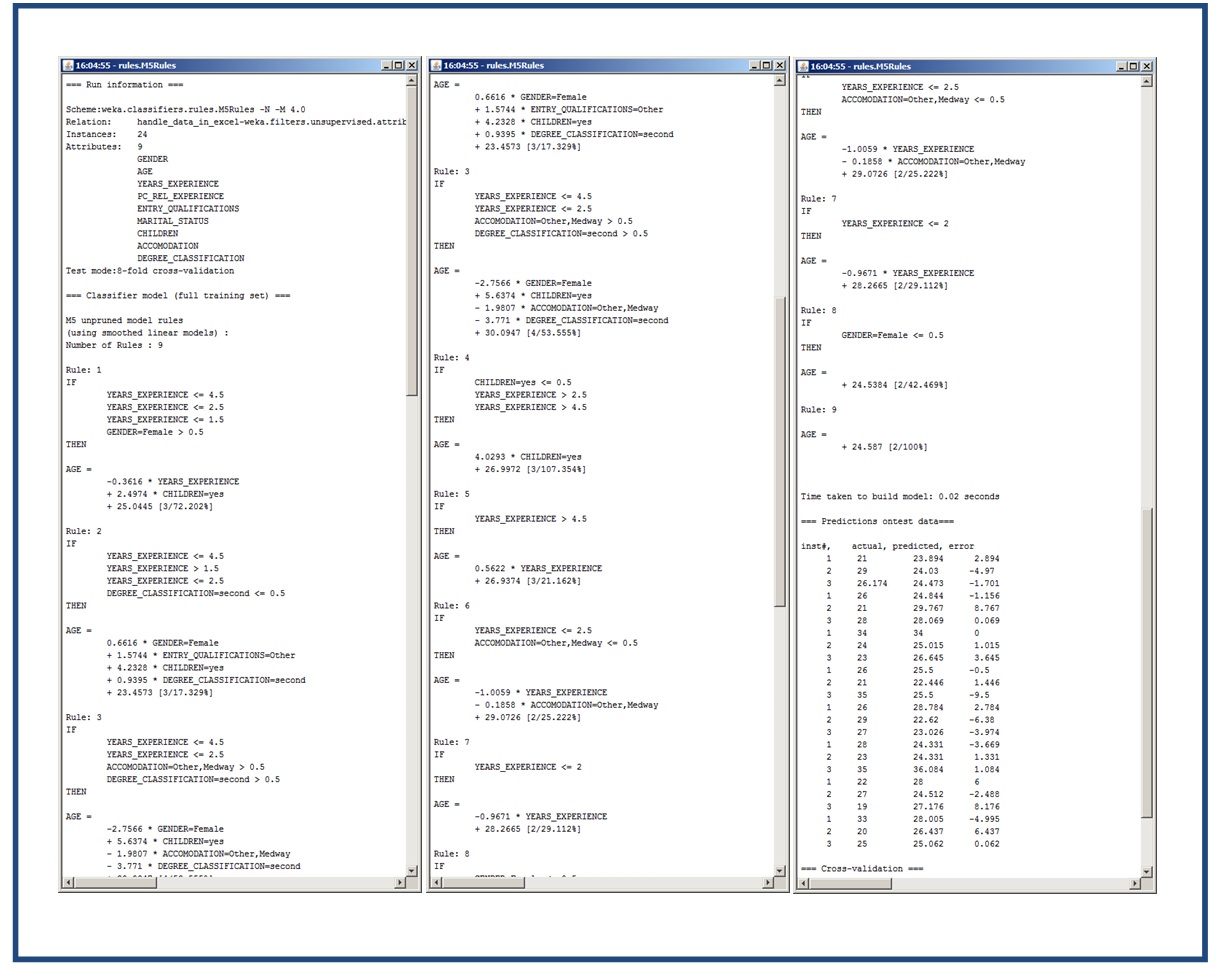 16:04:55 - rules.M5Rules
=== Run information ===
Scheme:weka.classifiers.rules.M5Rules -N -M 4.0
Relation: handle_data_in_excel-weka.filters.unsupervised.attrib
Instances: 24
Attributes: 9
GENDER
AGE
YEARS_EXPERIENCE
PC_REL_EXPERIENCE
ENTRY_QUALIFICATIONS
MARITAL_STATUS
CHILDREN
ACCOMODATION
DEGREE_CLASSIFICATION
Test mode:8-fold cross-validation
=== Classifier model (full training set) ===
M5 unpruned model rules
(using smoothed linear models) :
Number of Rules : 9
Rule: 1
IF
YEARS_EXPERIENCE <= 4.5
YEARS_EXPERIENCE <= 2.5
YEARS_EXPERIENCE <= 1.5
GENDER=Female > 0.5
THEN
AGE =
-0.3616 * YEARS_EXPERIENCE
+ 2.4974 * CHILDREN=yes
+ 25.0445 [3/72.202%]
Rule: 2
IF
YEARS_EXPERIENCE <= 4.5
YEARS_EXPERIENCE > 1.5
YEARS_EXPERIENCE <= 2.5
DEGREE_CLASSIFICATION=second <= 0.5
THEN
AGE =
0.6616 * GENDER=Female
+ 1.5744 * ENTRY_QUALIFICATIONS=Other
+ 4.2328 * CHILDREN=yes
+ 0.9395 * DEGREE_CLASSIFICATION=second
+ 23.4573 [3/17.329%]
Rule: 3
IF
YEARS_EXPERIENCE <= 4.5
YEARS_EXPERIENCE <= 2.5
ACCOMODATION=Other,Medway > 0.5
DEGREE_CLASSIFICATION=second > 0.5
THEN
AGE =
-2.7566 * GENDER=Female
+ 5.6374 * CHILDREN=yes
- 1.9807 * ACCOMODATION=Other,Medway
- 3.771 * DEGREE_CLASSIFICATION=second
16:04:55 - rules.M5Rules
AGE =
0.6616 * GENDER=Female
+ 1.5744 * ENTRY_QUALIFICATIONS=Other
+ 4.2328 * CHILDREN=yes
+ 0.9395 * DEGREE_CLASSIFICATION=second
+ 23.4573 [3/17.329%]
Rule: 3
IF
YEARS_EXPERIENCE <= 4.5
YEARS_EXPERIENCE <= 2.5
ACCOMODATION=Other,Medway > 0.5
DEGREE_CLASSIFICATION=second > 0.5
THEN
AGE =
-2.7566 * GENDER=Female
+ 5.6374 * CHILDREN=yes
- 1.9807 * ACCOMODATION=Other,Medway
- 3.771 * DEGREE_CLASSIFICATION=second
+ 30.0947 [4/53.555%]
Rule: 4
IF
CHILDREN=yes <= 0.5
YEARS_EXPERIENCE > 2.5
YEARS_EXPERIENCE > 4.5
THEN
AGE =
4.0293 * CHILDREN=yes
+ 26.9972 [3/107.354%]
Rule: 5
IF
YEARS_EXPERIENCE > 4.5
THEN
AGE =
0.5622 * YEARS_EXPERIENCE
+ 26.9374 [3/21.162%]
Rule: 6
IF
YEARS_EXPERIENCE <= 2.5
ACCOMODATION=Other,Medway <= 0.5
THEN
AGE =
-1.0059 * YEARS_EXPERIENCE
- 0.1858 * ACCOMODATION=Other,Medway
+ 29.0726 [2/25.222%]
Rule: 7
IF
YEARS_EXPERIENCE <= 2
THEN
AGE =
-0.9671 * YEARS_EXPERIENCE
+ 28.2665 [2/29.112%]
Rule: 8
IF
16:04:55 - rules.M5Rules
YEARS_EXPERIENCE <= 2.5
ACCOMODATION=Other,Medway <= 0.5
THEN
AGE =
-1.0059 * YEARS_EXPERIENCE
- 0.1858 * ACCOMODATION=Other,Medway
+ 29.0726 [2/25.222%]
Rule: 7
IF
YEARS_EXPERIENCE <= 2
THEN
AGE =
-0.9671 * YEARS_EXPERIENCE
+ 28.2665 [2/29.112%]
Rule: 8
IF
GENDER=Female <= 0.5
THEN
AGE =
+ 24.5384 [2/42.469%]
Rule: 9
AGE =
+ 24.587 [2/100%]
Time taken to build model: 0.02 seconds
=== Predictions ontest data===
inst#, actual, predicted, error
1 21 23.894 2.894
2 29 24.03 -4.97
3 26.174 24.473 -1.701
1 26 24.844 -1.156
2 21 29.767 8.767
3 28 28.069 0.069
1 34 34 0
2 24 25.015 1.015
3 23 26.645 3.645
1 26 25.5 -0.5
2 21 22.446 1.446
3 35 25.5 -9.5
1 26 28.784 2.784
2 29 22.62 -6.38
3 27 23.026 -3.974
1 28 24.331 -3.669
2 23 24.331 1.331
3 35 36.084 1.084
1 22 28 6
2 27 24.512 -2.488
3 19 27.176 8.176
1 33 28.005 -4.995
2 20 26.437 6.437
3 25 25.062 0.062
=== Cross-validation ===